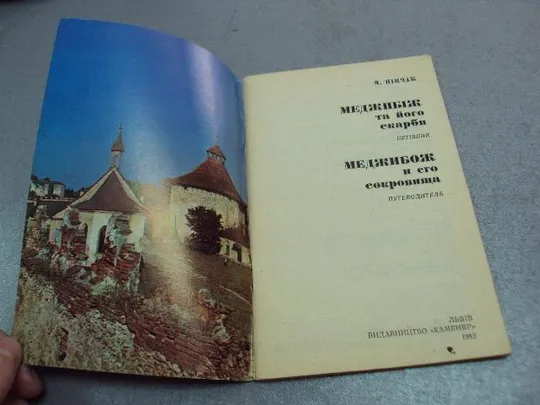 Я. ПІНЧАК
МЕДЖИБІЖ
та його
скарби
ПУТІВНИК
МЕДЖИБОЖ
и его
сокровища
ПУТЕВОДИТЕЛЬ
ЛЬВІВ
ВИДАВНИЦТВО «КАМЕНЯР»
1982